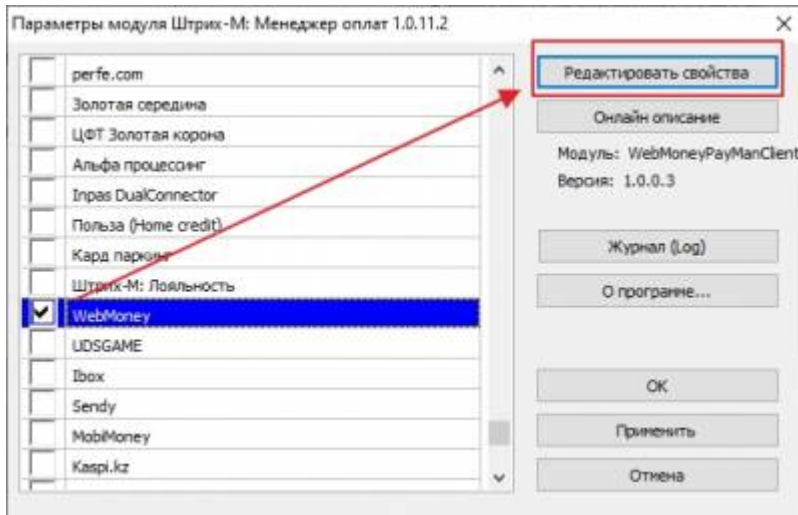 Параметры модуля Штрих-М: Менеджер оплат 1.0.11.2
perfe.com
Золотая середина
ЦФТ Золотая корона
Альфа процессинг
Inpas DualConnector
Польза (Home credit)
Кард паркинг
Штрих-М: Лояльность
WebMoney
UDSGAME
Ibox
Sendy
MobiMoney
Kaspi.kz
Редактировать свойства
Онлайн описание
Модуль: WebMoneyPayManClient
Версия: 1.0.0.3
Журнал (Log)
О программе...
OK
Применить
Отмена